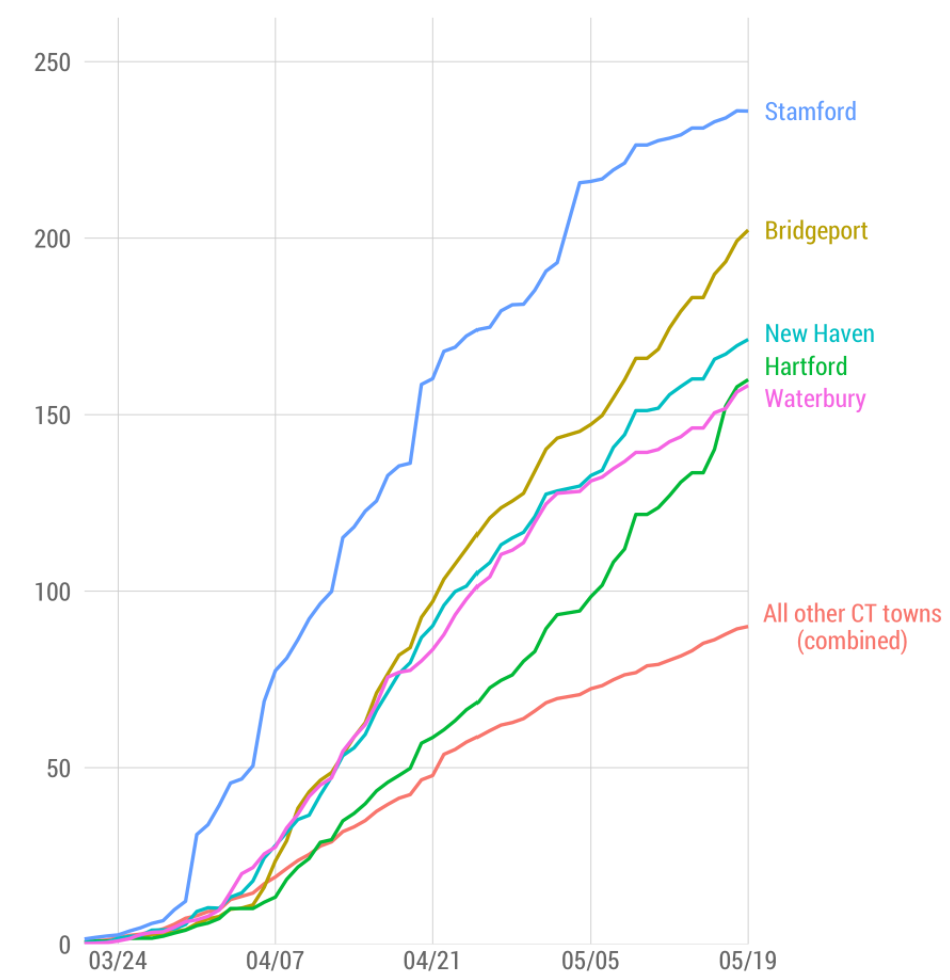 250
Stamford
200
Bridgeport
New Haven
Hartford
150
Waterbury
100
All other CT towns
(combined)
50
0
03/24 04/07 04/21 05/05 05/19